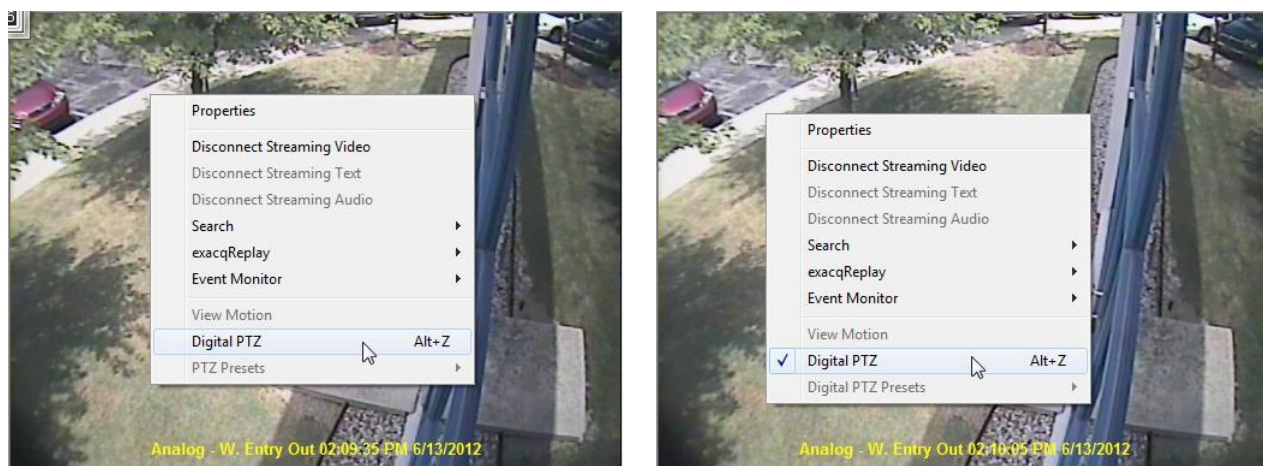 Properties
Disconnect Streaming Video
Disconnect Streaming Text
Disconnect Streaming Audio
Search
exacqReplay
Event Monitor
View Motion
Digital PTZ Alt+Z
PTZ Presets
Analog - W. Entry Out 02:09:35 PM 6/13/2012
Properties
Disconnect Streaming Video
Disconnect Streaming Text
Disconnect Streaming Audio
Search
exacqReplay
Event Monitor
View Motion
Digital PTZ Alt+Z
Digital PTZ Presets
Analog - W. Entry Out 02:10:05 PM 6/13/2012